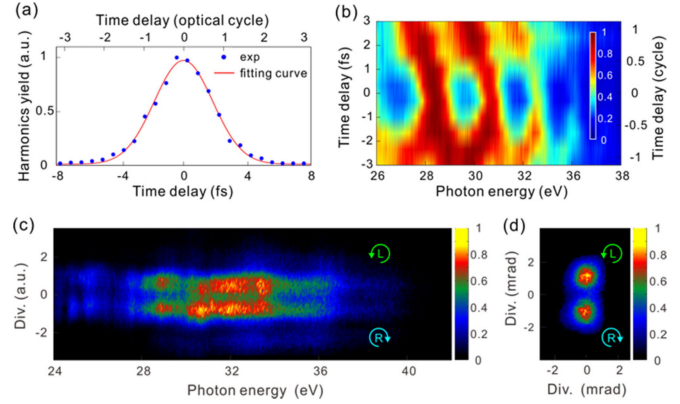 (a)
Time delay (optical cycle)
-3 -2 -1 0 1 2 3
Harmonics yield (a.u.)
1
0.5
0
exp
fitting curve
-8 -4 0 4 8
Time delay (fs)
(b)
Time delay (fs)
3
2
1
0
-1
-2
-3
1
0.8
0.6
0.4
0.2
0
1
0.5
0
-0.5
-1
Time delay (cycle)
26 28 30 32 34 36 38
Photon energy (eV)
(c)
Div. (a.u.)
2
0
-2
L
R
1
0.8
0.6
0.4
0.2
0
24 28 32 36 40
Photon energy (eV)
(d)
Div. (mrad)
2
0
-2
L
R
1
0.8
0.6
0.4
0.2
0
-2 0 2
Div. (mrad)